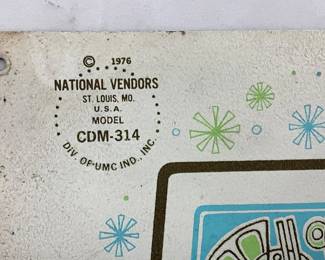 © 1976
NATIONAL VENDORS
ST. LOUIS, MO.
U.S.A.
MODEL
CDM-314
DIV. OF UMC IND., INC.